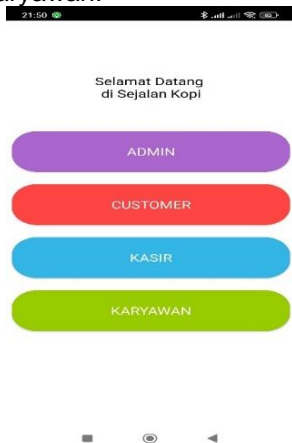 21:50
Selamat Datang
di Sejalan Kopi
ADMIN
CUSTOMER
KASIR
KARYAWAN